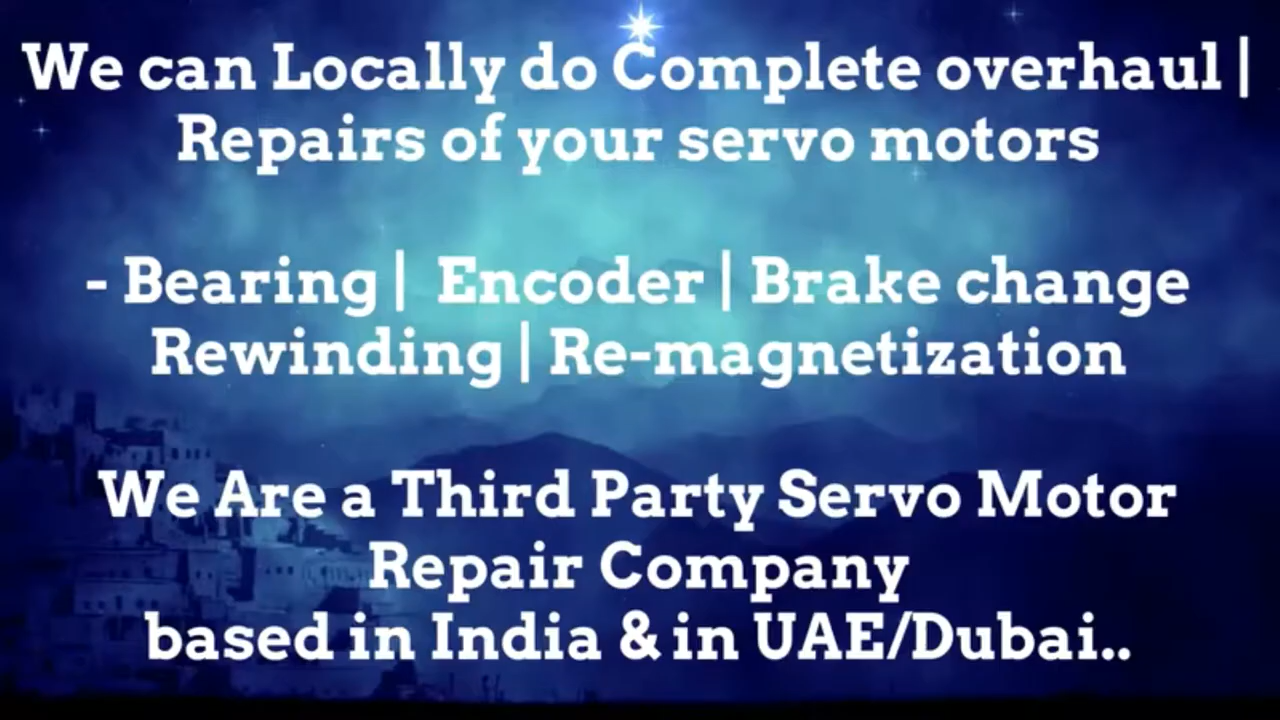 We can Locally do Complete overhaul |
Repairs of your servo motors
- Bearing | Encoder | Brake change
Rewinding | Re-magnetization
We Are a Third Party Servo Motor
Repair Company
based in India & in UAE/Dubai..